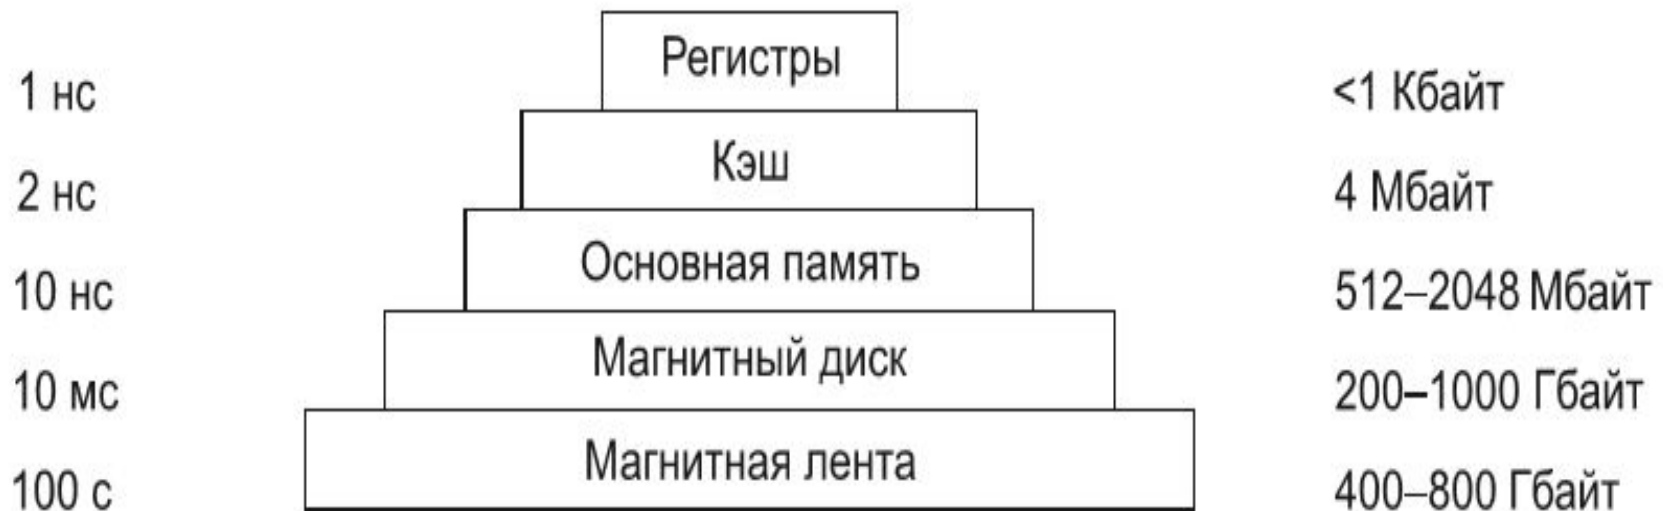 Регистры
1 нс <1 Кбайт
Кэш
2 нс 4 Мбайт
Основная память
10 нс 512–2048 Мбайт
Магнитный диск
10 мс 200–1000 Гбайт
Магнитная лента
100 с 400–800 Гбайт